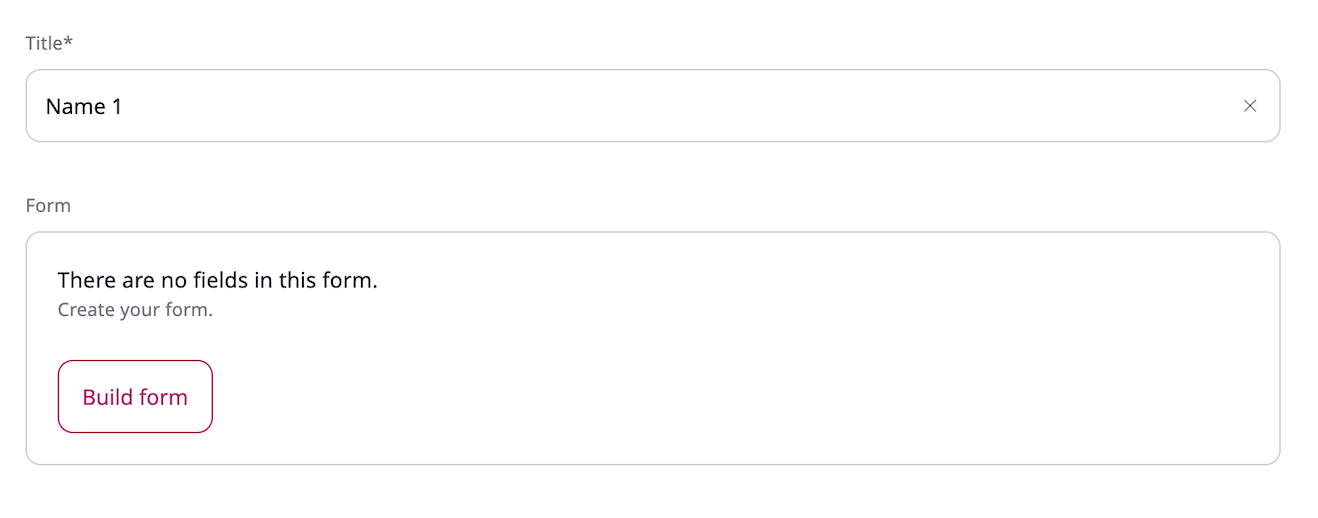 Title*
Name 1
Form
There are no fields in this form.
Create your form.
Build form